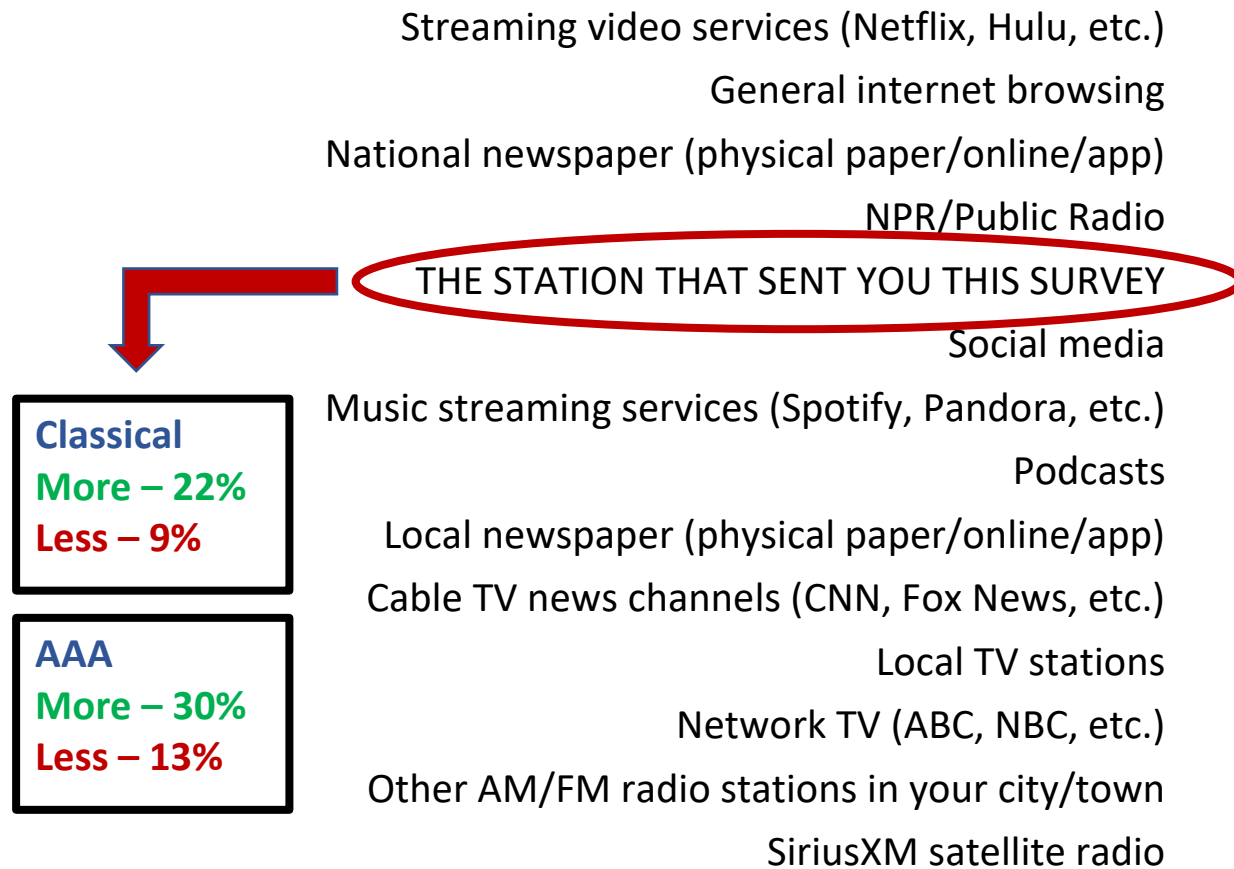 Streaming video services (Netflix, Hulu, etc.)
General internet browsing
National newspaper (physical paper/online/app)
NPR/Public Radio
THE STATION THAT SENT YOU THIS SURVEY
Social media
Music streaming services (Spotify, Pandora, etc.)
Podcasts
Local newspaper (physical paper/online/app)
Cable TV news channels (CNN, Fox News, etc.)
Local TV stations
Network TV (ABC, NBC, etc.)
Other AM/FM radio stations in your city/town
SiriusXM satellite radio
Classical
More – 22%
Less – 9%
AAA
More – 30%
Less – 13%